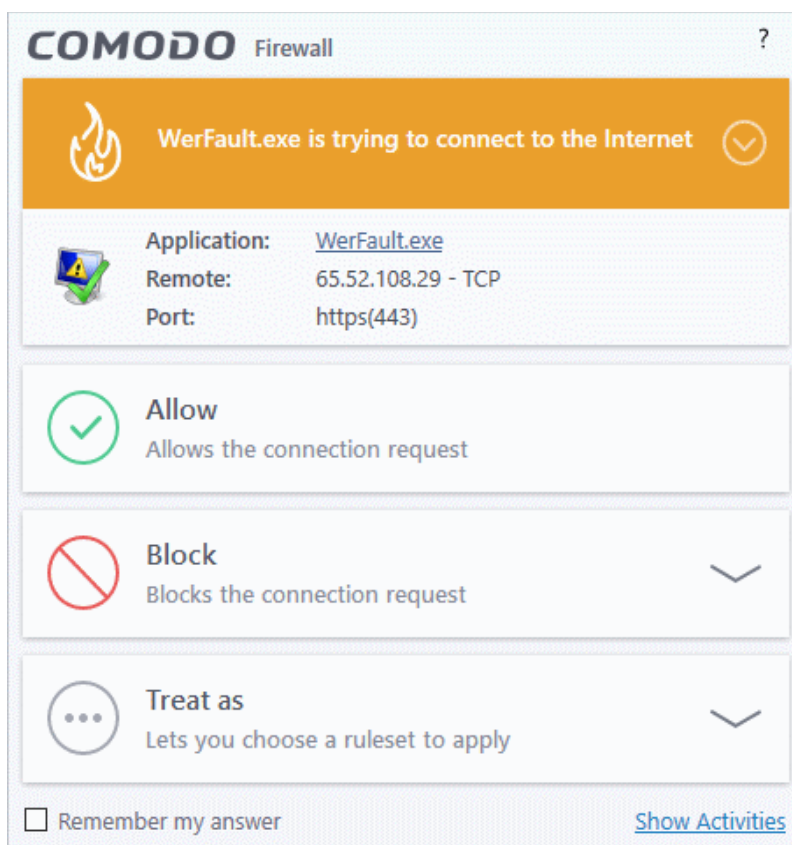 COMODO Firewall ?
WerFault.exe is trying to connect to the Internet
Application: WerFault.exe
Remote: 65.52.108.29 - TCP
Port: https(443)
Allow
Allows the connection request
Block
Blocks the connection request
Treat as
Lets you choose a ruleset to apply
Remember my answer Show Activities